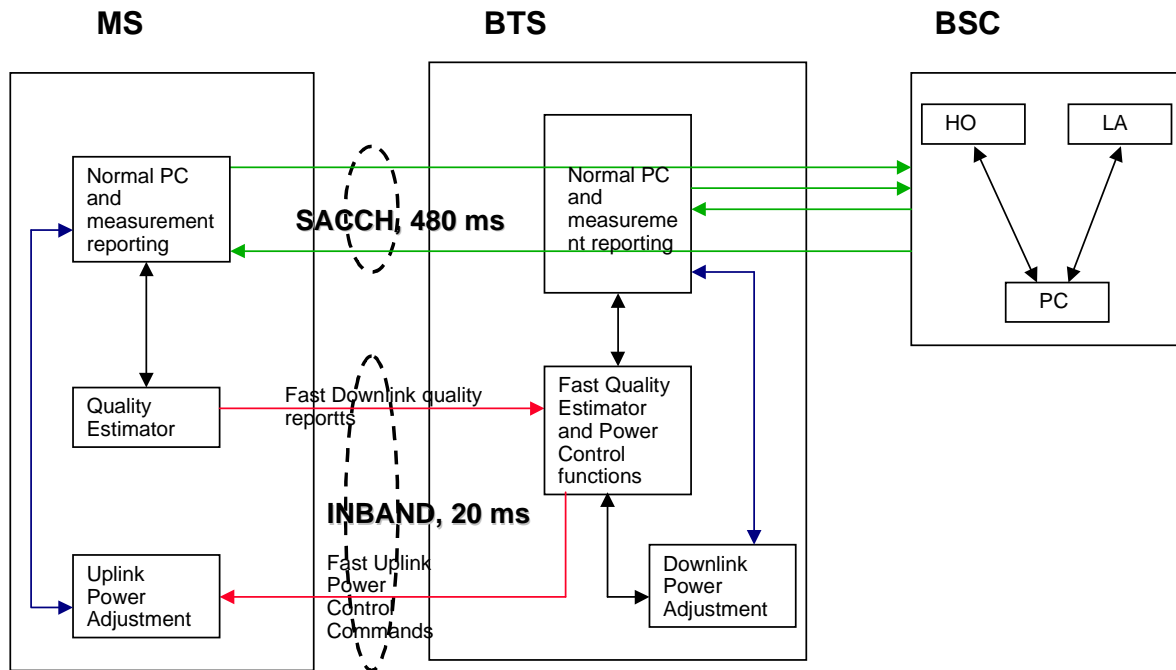 MS
BTS
BSC
HO
LA
PC
Normal PC
and
measurement
reporting
SACCH, 480 ms
Normal PC
and
measureme
nt reporting
Quality
Estimator
Fast Downlink quality
reportts
Fast Quality
Estimator
and Power
Control
functions
INBAND, 20 ms
Uplink
Power
Adjustment
Fast Uplink
Power
Control
Commands
Downlink
Power
Adjustment